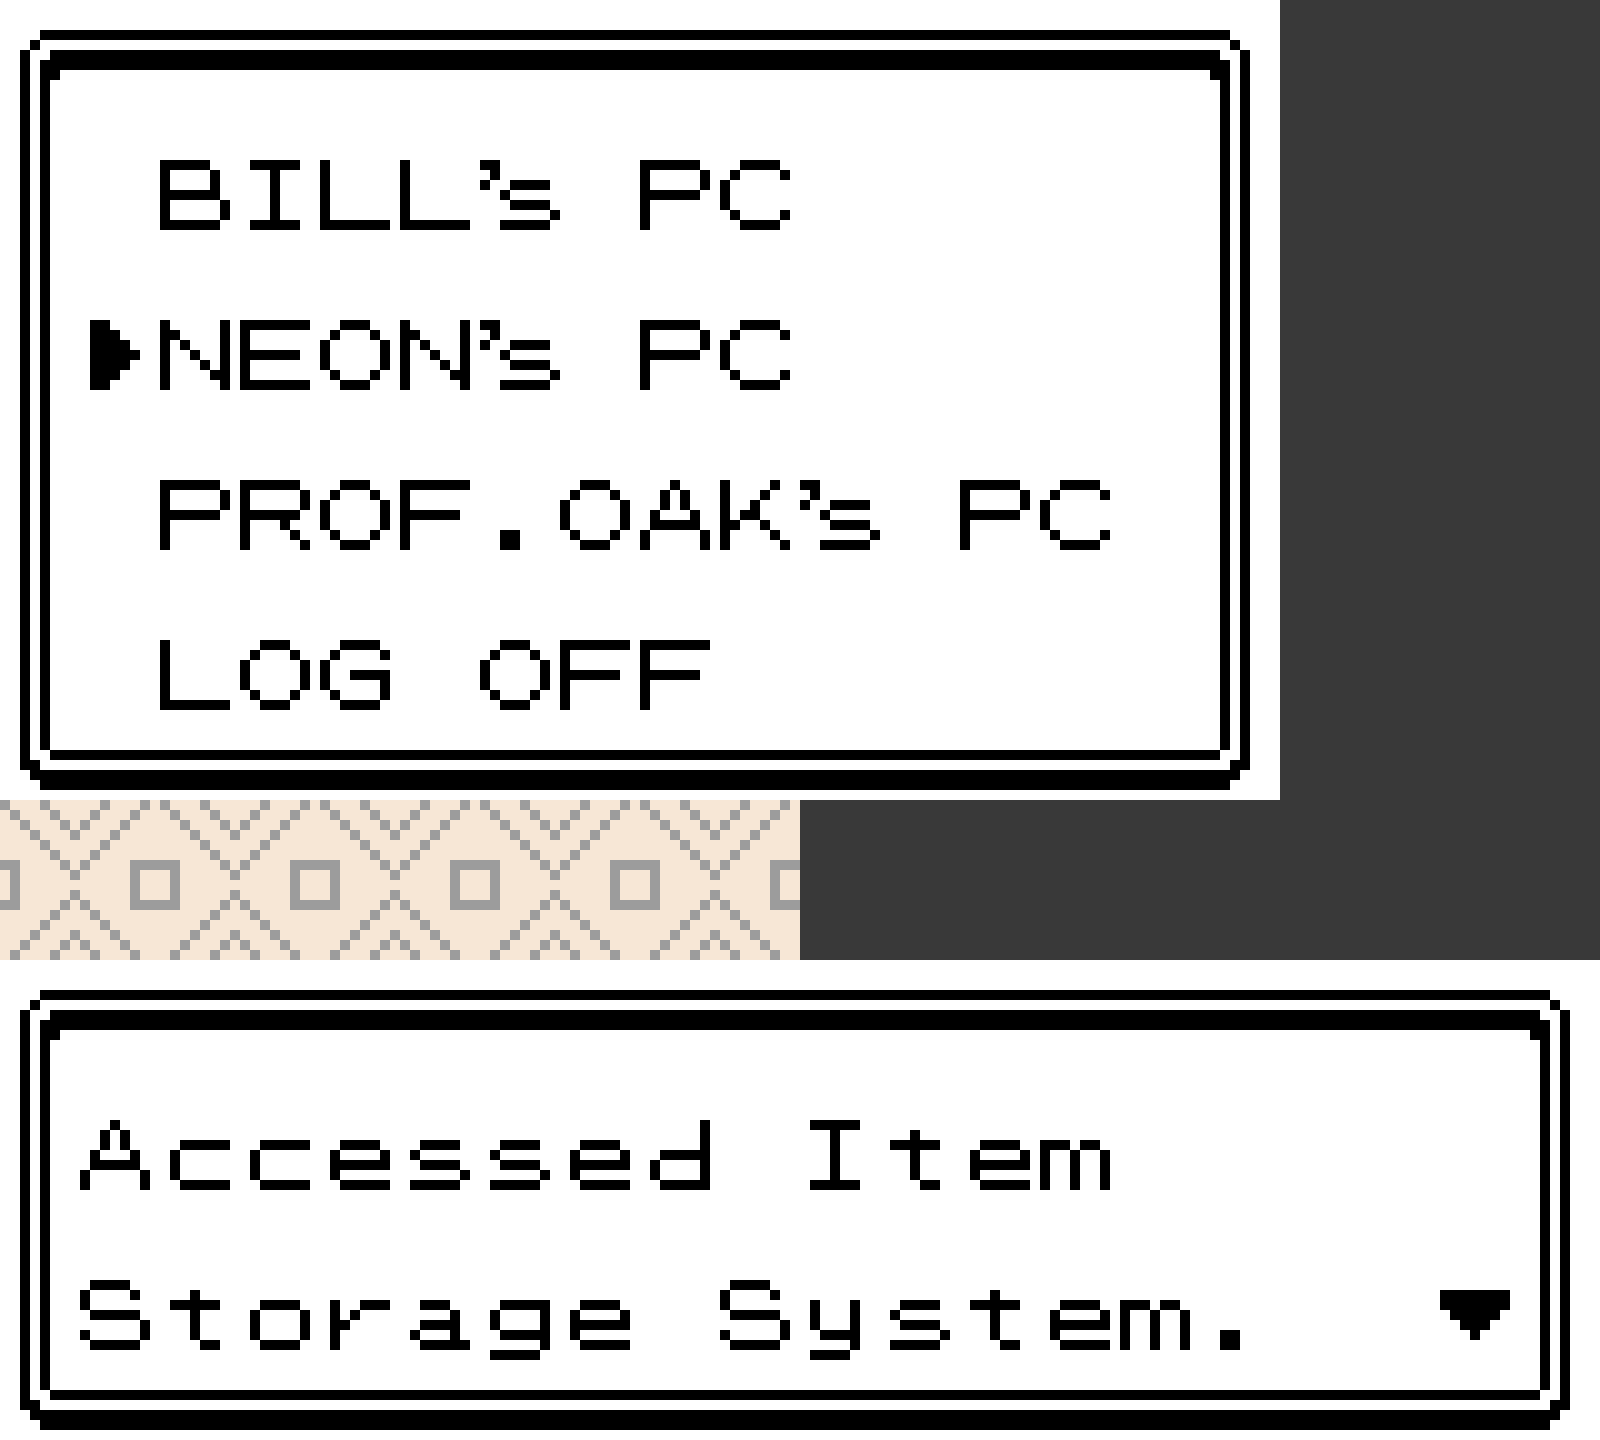 BILL's PC
▶NEON's PC
PROF.OAK's PC
LOG OFF
Accessed Item
Storage System.▼